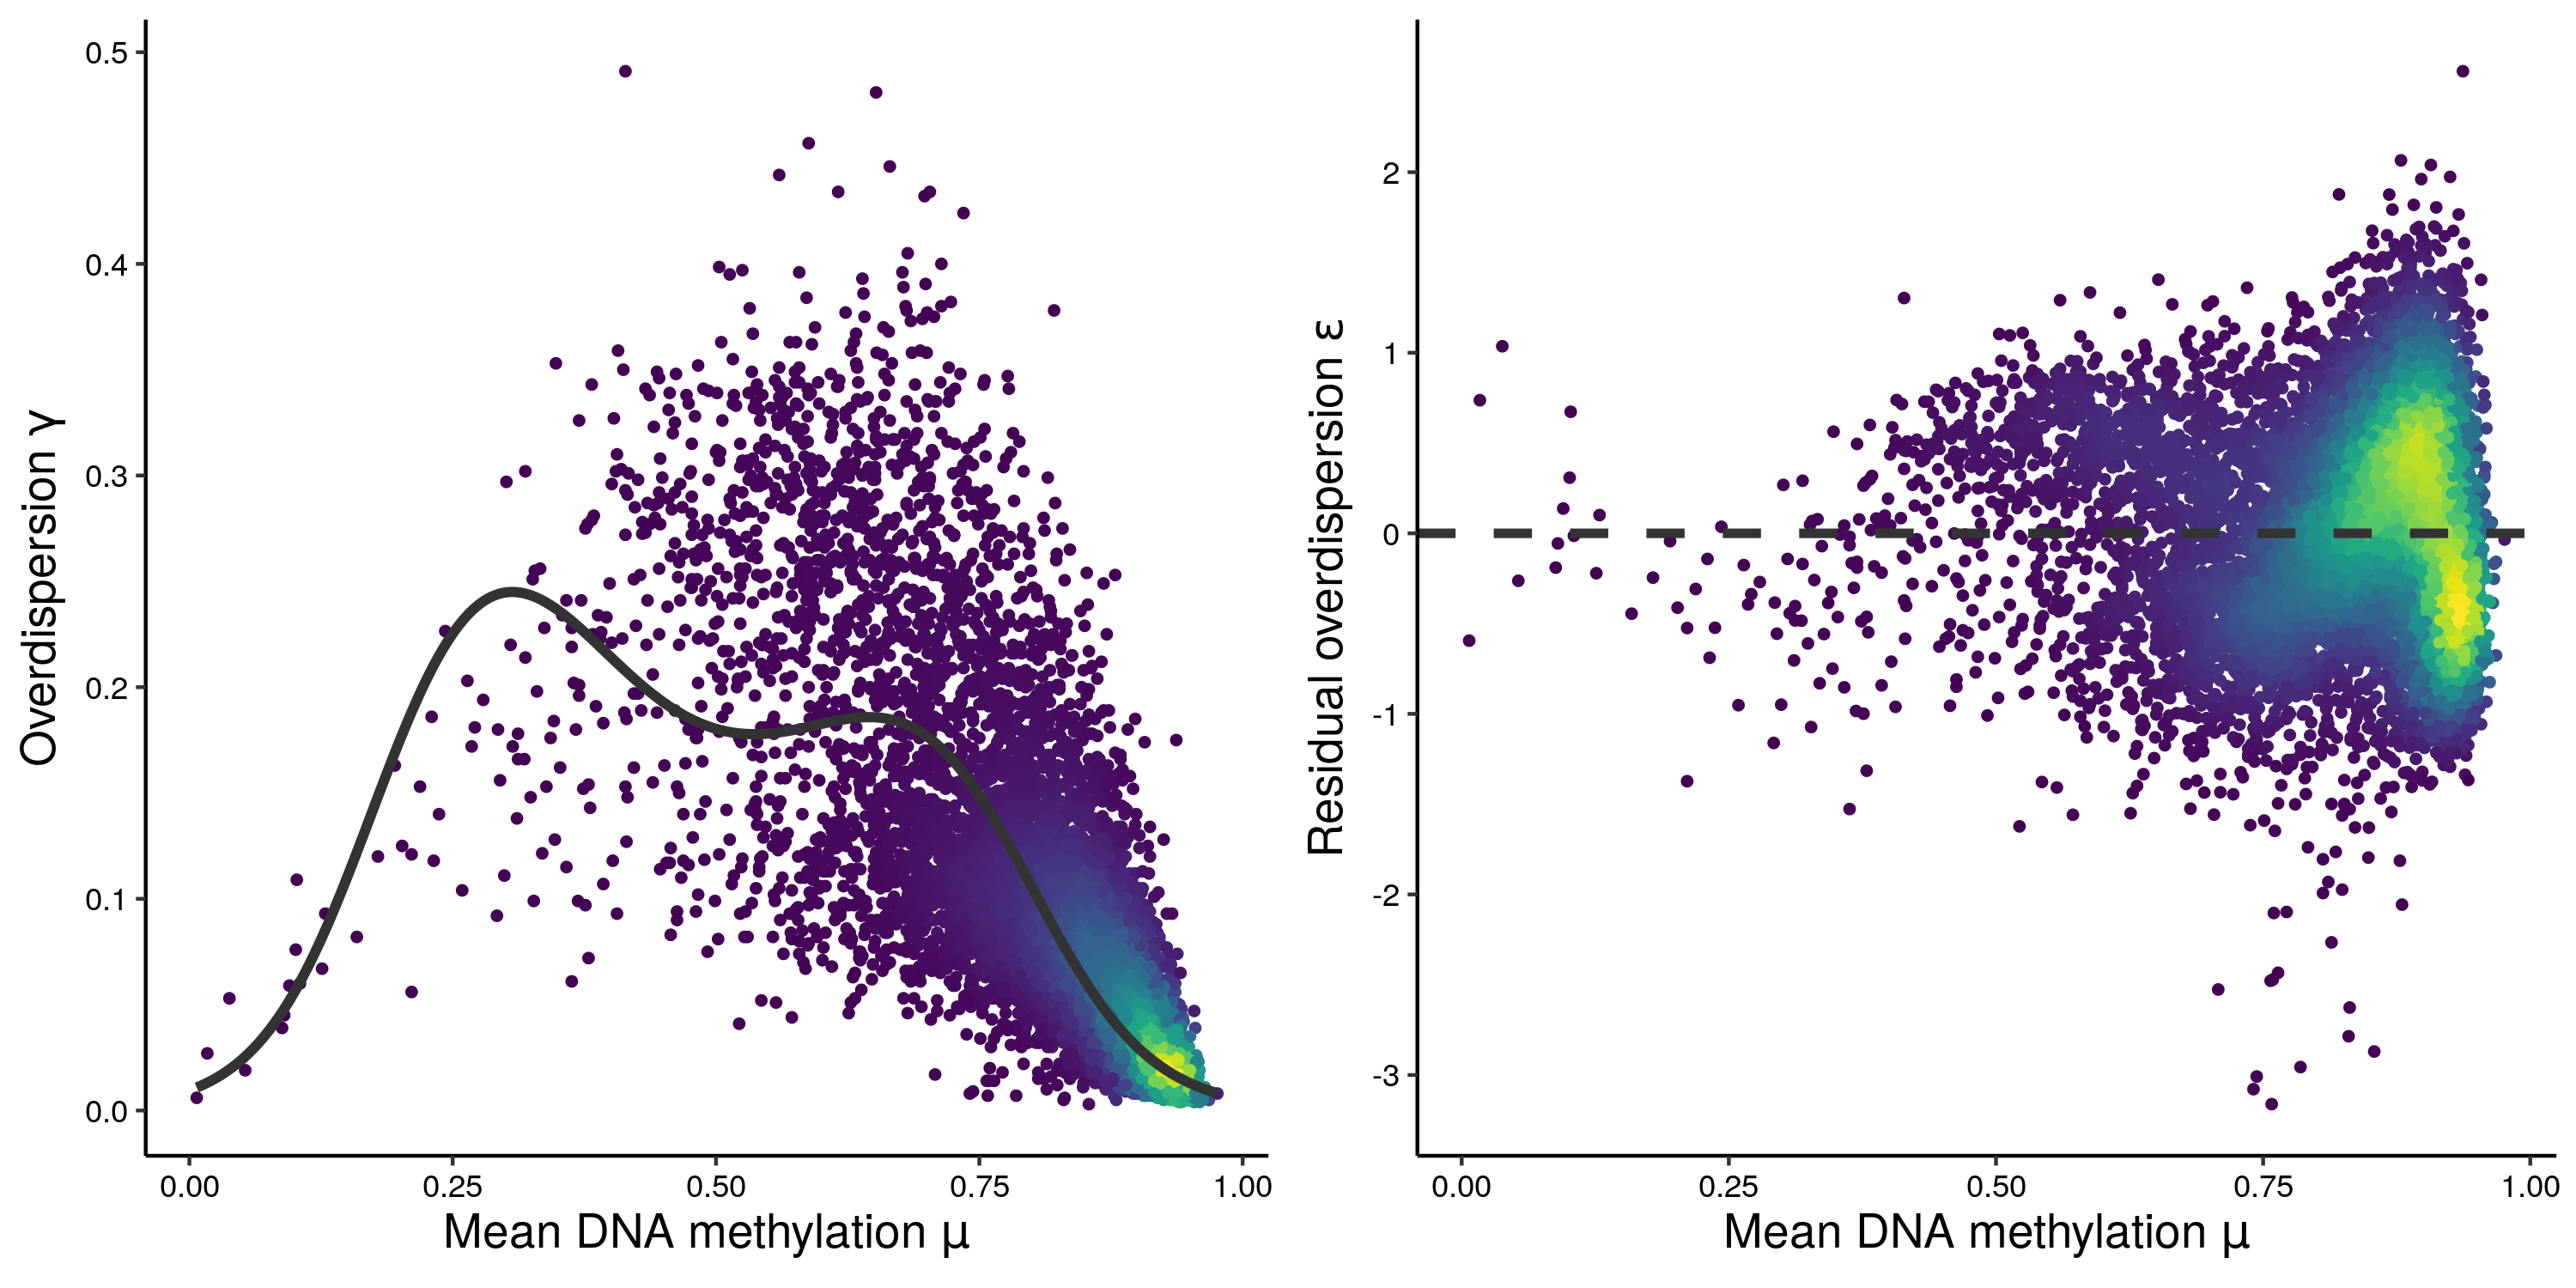 Overdispersion γ
0.5
0.4
0.3
0.2
0.1
0.0
0.00 0.25 0.50 0.75 1.00
Mean DNA methylation μ
Residual overdispersion ε
2
1
0
-1
-2
-3
0.00 0.25 0.50 0.75 1.00
Mean DNA methylation μ